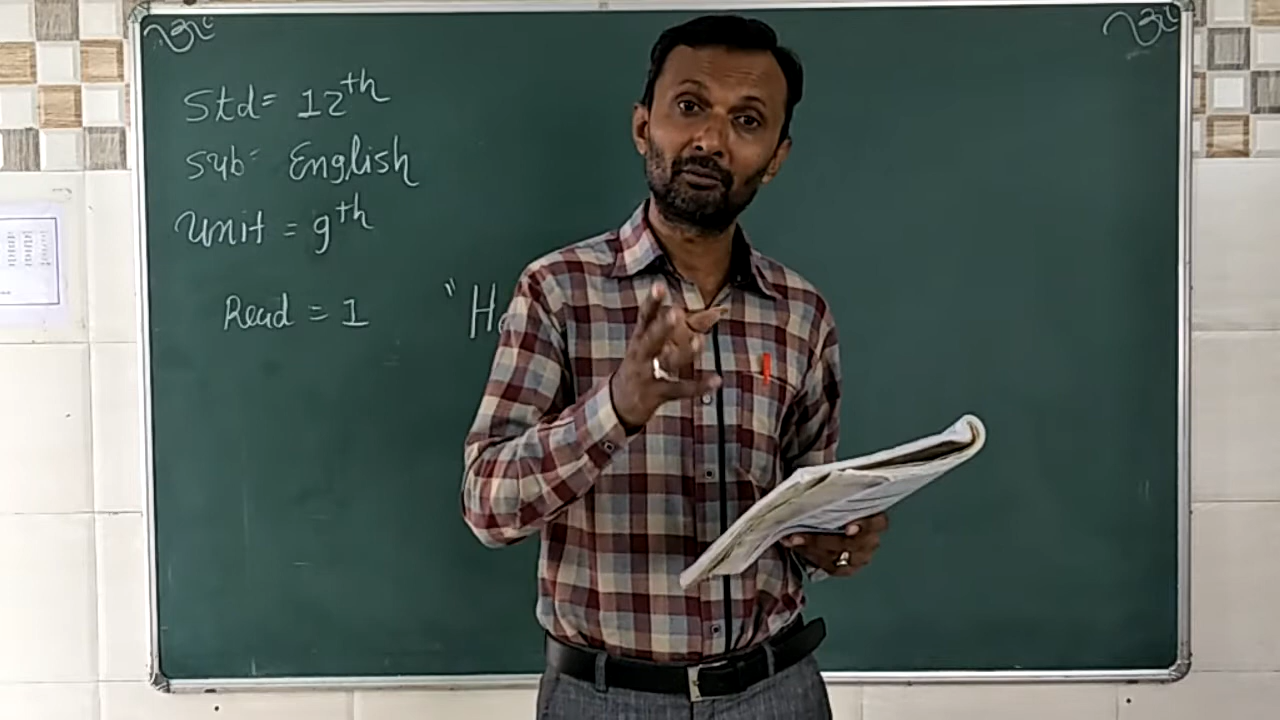 Std= 12th
Sub= English
Unit = 9th
Read = 1 "H